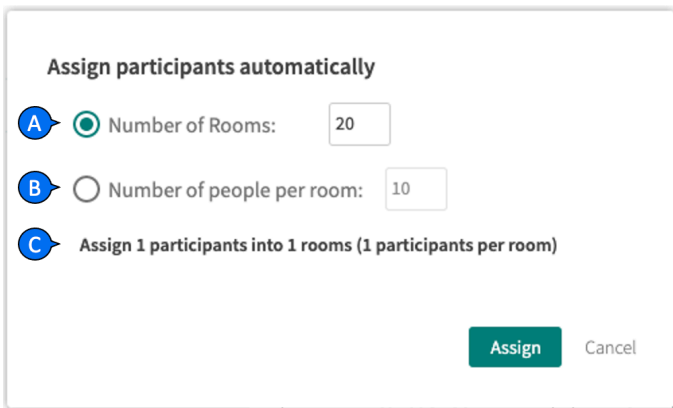 Assign participants automatically
A Number of Rooms: 20
B Number of people per room: 10
C Assign 1 participants into 1 rooms (1 participants per room)
Assign Cancel